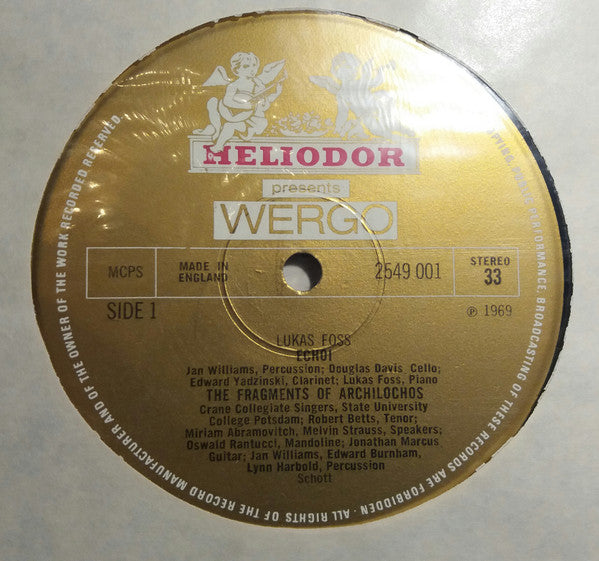 HELIODOR
presents
WERGO
MCPS
MADE IN
ENGLAND
2549 001
STEREO
33
SIDE 1
℗ 1969
LUKAS FOSS
ECHOI
Jan Williams, Percussion; Douglas Davis, Cello;
Edward Yadzinski, Clarinet; Lukas Foss, Piano
THE FRAGMENTS OF ARCHILOCHOS
Crane Collegiate Singers, State University
College Potsdam; Robert Betts, Tenor;
Miriam Abramovitch, Melvin Strauss, Speakers;
Oswald Rantucci, Mandoline; Jonathan Marcus
Guitar; Jan Williams, Edward Burnham,
Lynn Harbold, Percussion
Schott
ALL RIGHTS OF THE RECORD MANUFACTURER AND OF THE OWNER OF THE WORK RECORDED RESERVED
COPYING, PUBLIC PERFORMANCE, BROADCASTING OF THESE RECORDS ARE FORBIDDEN ·